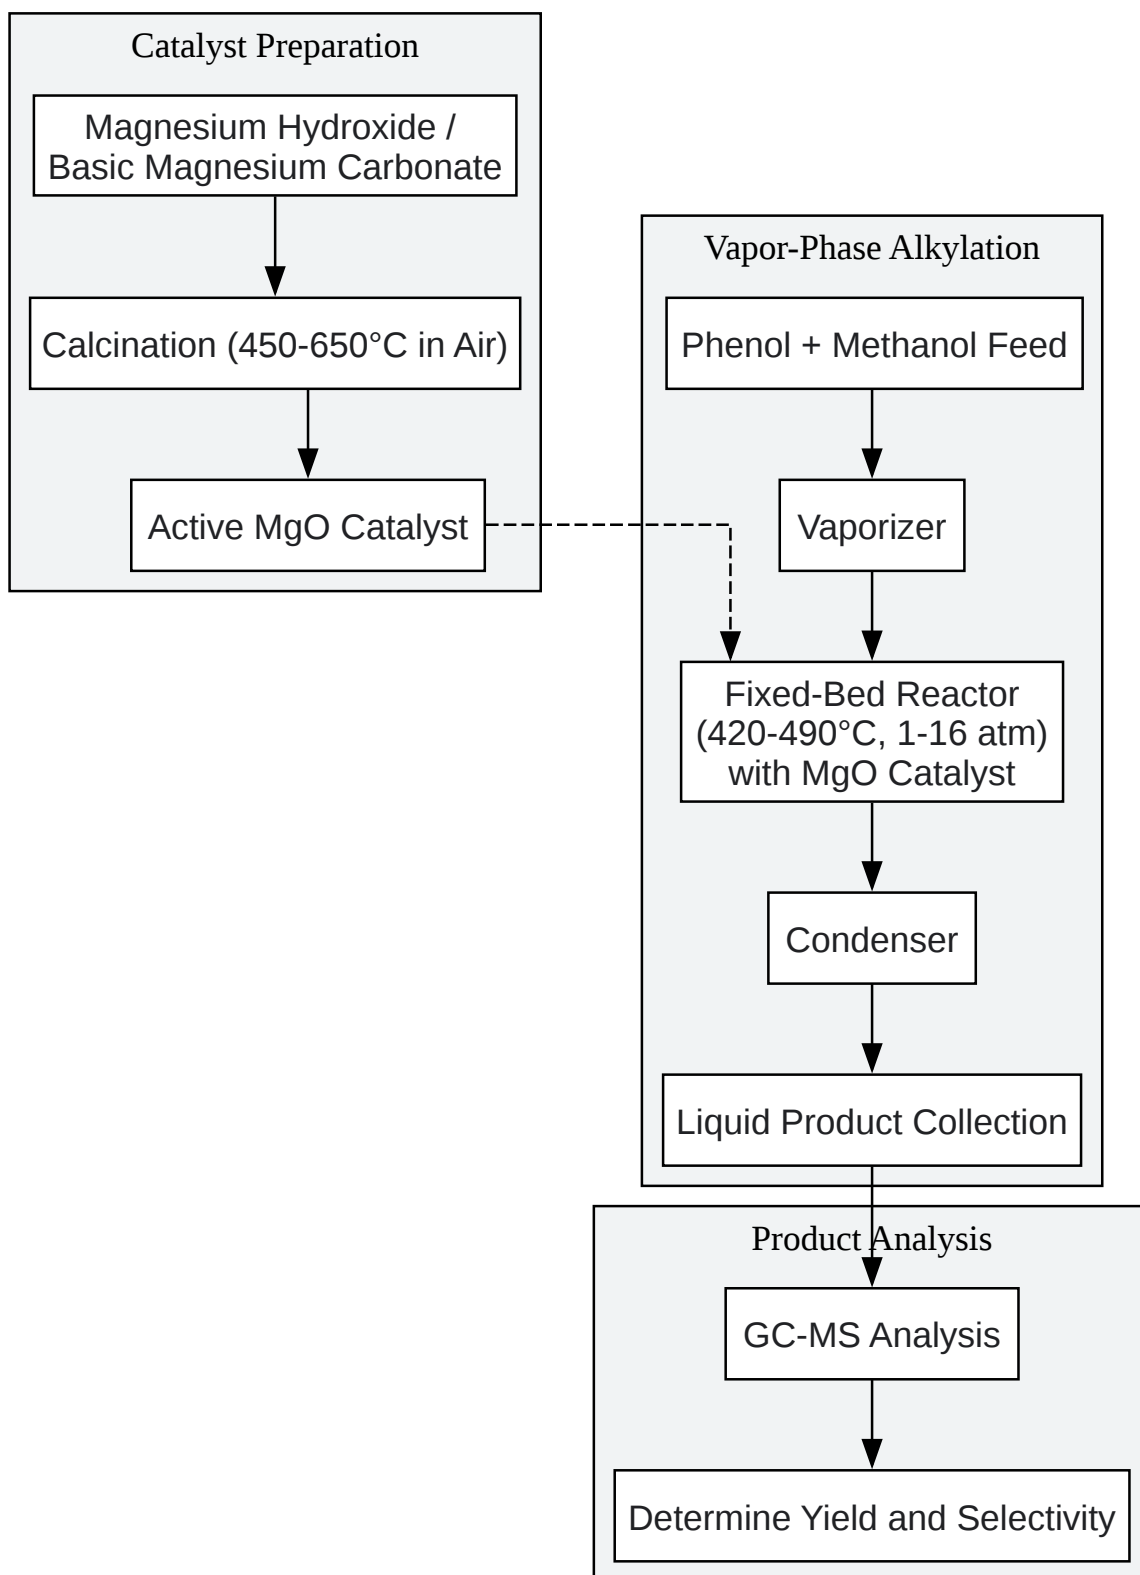 Catalyst Preparation
Magnesium Hydroxide /
Basic Magnesium Carbonate
Calcination (450-650°C in Air)
Active MgO Catalyst
Vapor-Phase Alkylation
Phenol + Methanol Feed
Vaporizer
Fixed-Bed Reactor
(420-490°C, 1-16 atm)
with MgO Catalyst
Condenser
Liquid Product Collection
Product Analysis
GC-MS Analysis
Determine Yield and Selectivity